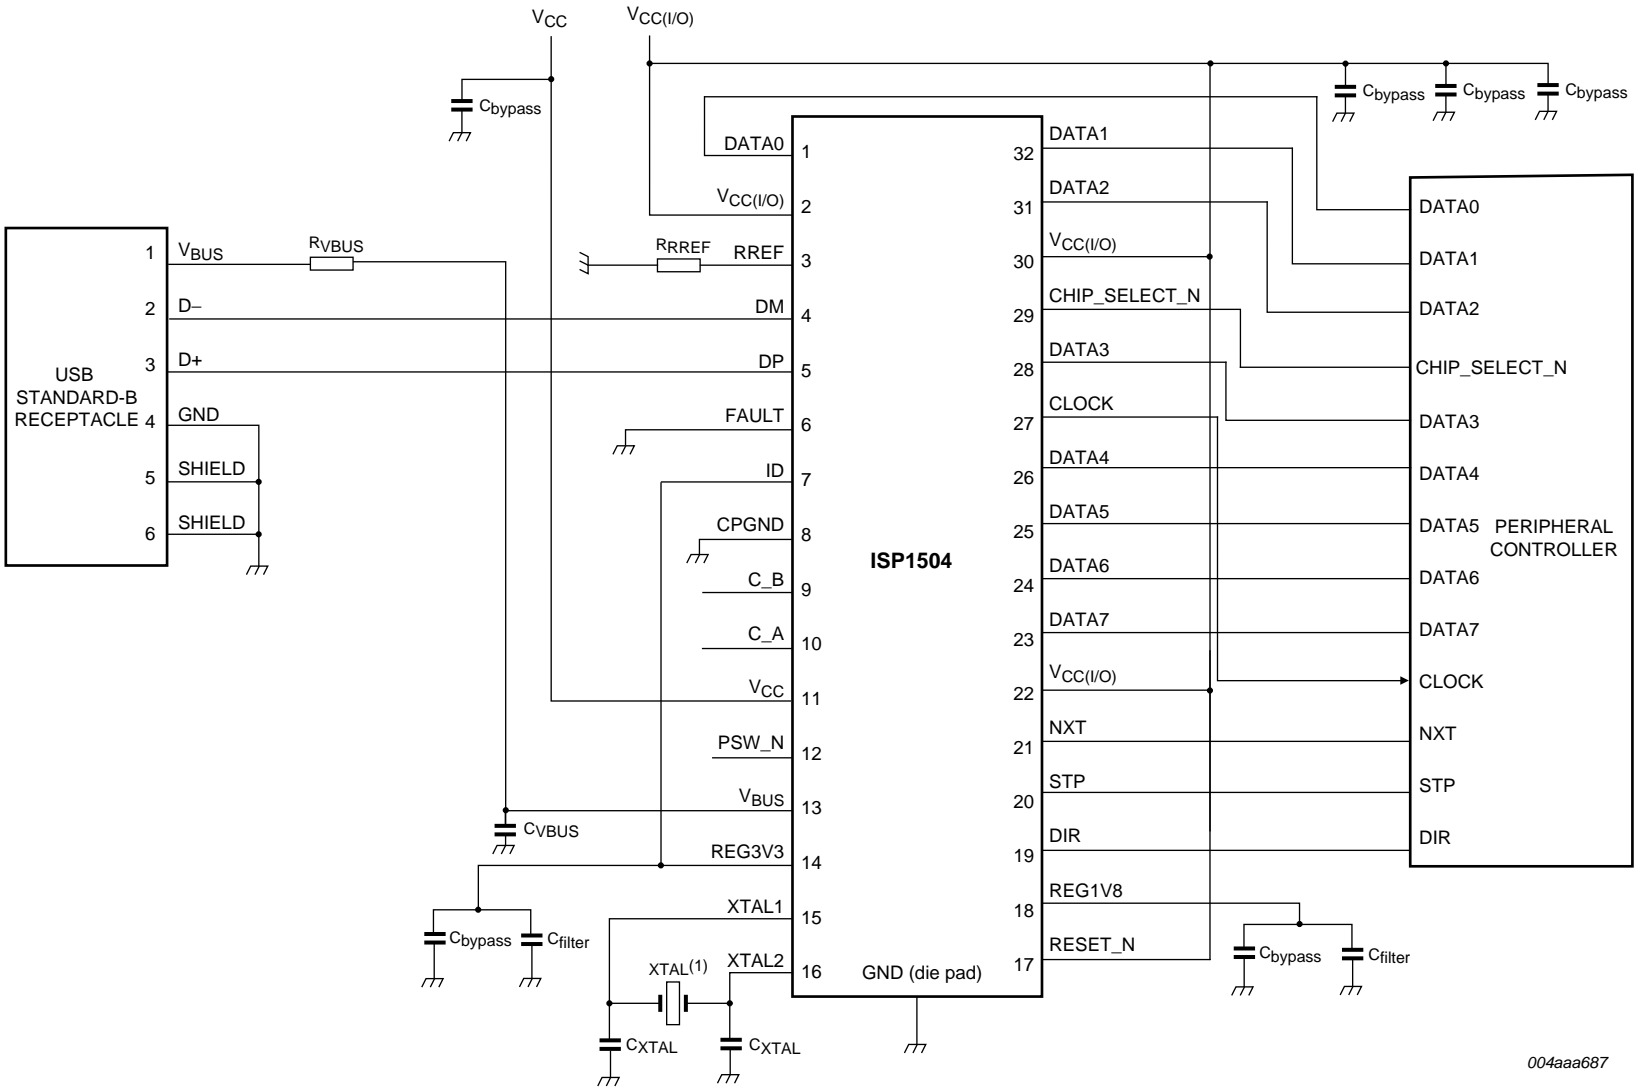 VCC
VCC(I/O)
Cbypass
Cbypass
Cbypass
Cbypass
USB
STANDARD-B
RECEPTACLE
1
VBUS
2
D−
3
D+
4
GND
5
SHIELD
6
SHIELD
RVBUS
RRREF
DATA0
1
VCC(I/O)
2
RREF
3
DM
4
DP
5
FAULT
6
ID
7
CPGND
8
C_B
9
C_A
10
VCC
11
PSW_N
12
VBUS
13
CVBUS
REG3V3
14
XTAL1
15
XTAL2
16
Cbypass
Cfilter
XTAL(1)
CXTAL
CXTAL
ISP1504
GND (die pad)
DATA1
32
DATA2
31
VCC(I/O)
30
CHIP_SELECT_N
29
DATA3
28
CLOCK
27
DATA4
26
DATA5
25
DATA6
24
DATA7
23
VCC(I/O)
22
NXT
21
STP
20
DIR
19
REG1V8
18
RESET_N
17
Cbypass
Cfilter
DATA0
DATA1
DATA2
CHIP_SELECT_N
DATA3
DATA4
DATA5
PERIPHERAL
CONTROLLER
DATA6
DATA7
CLOCK
NXT
STP
DIR
004aaa687